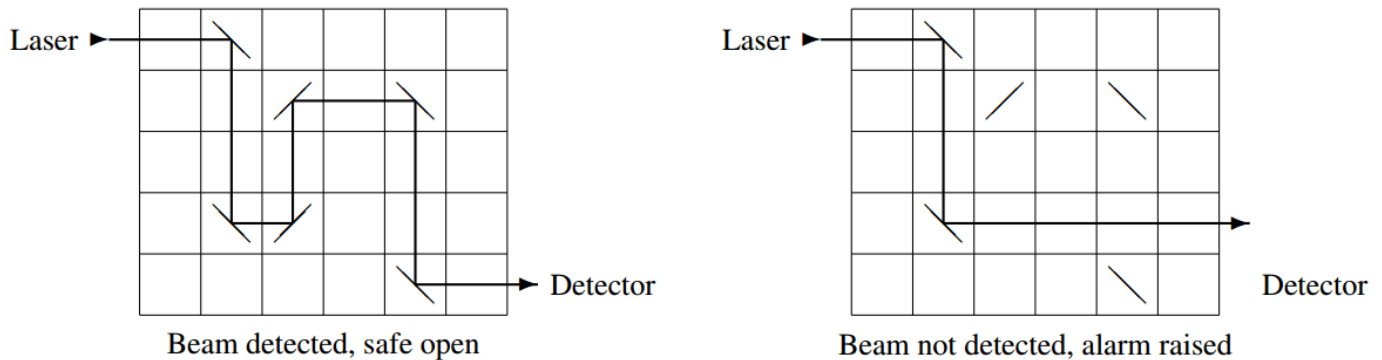 Laser
Detector
Beam detected, safe open
Laser
Detector
Beam not detected, alarm raised